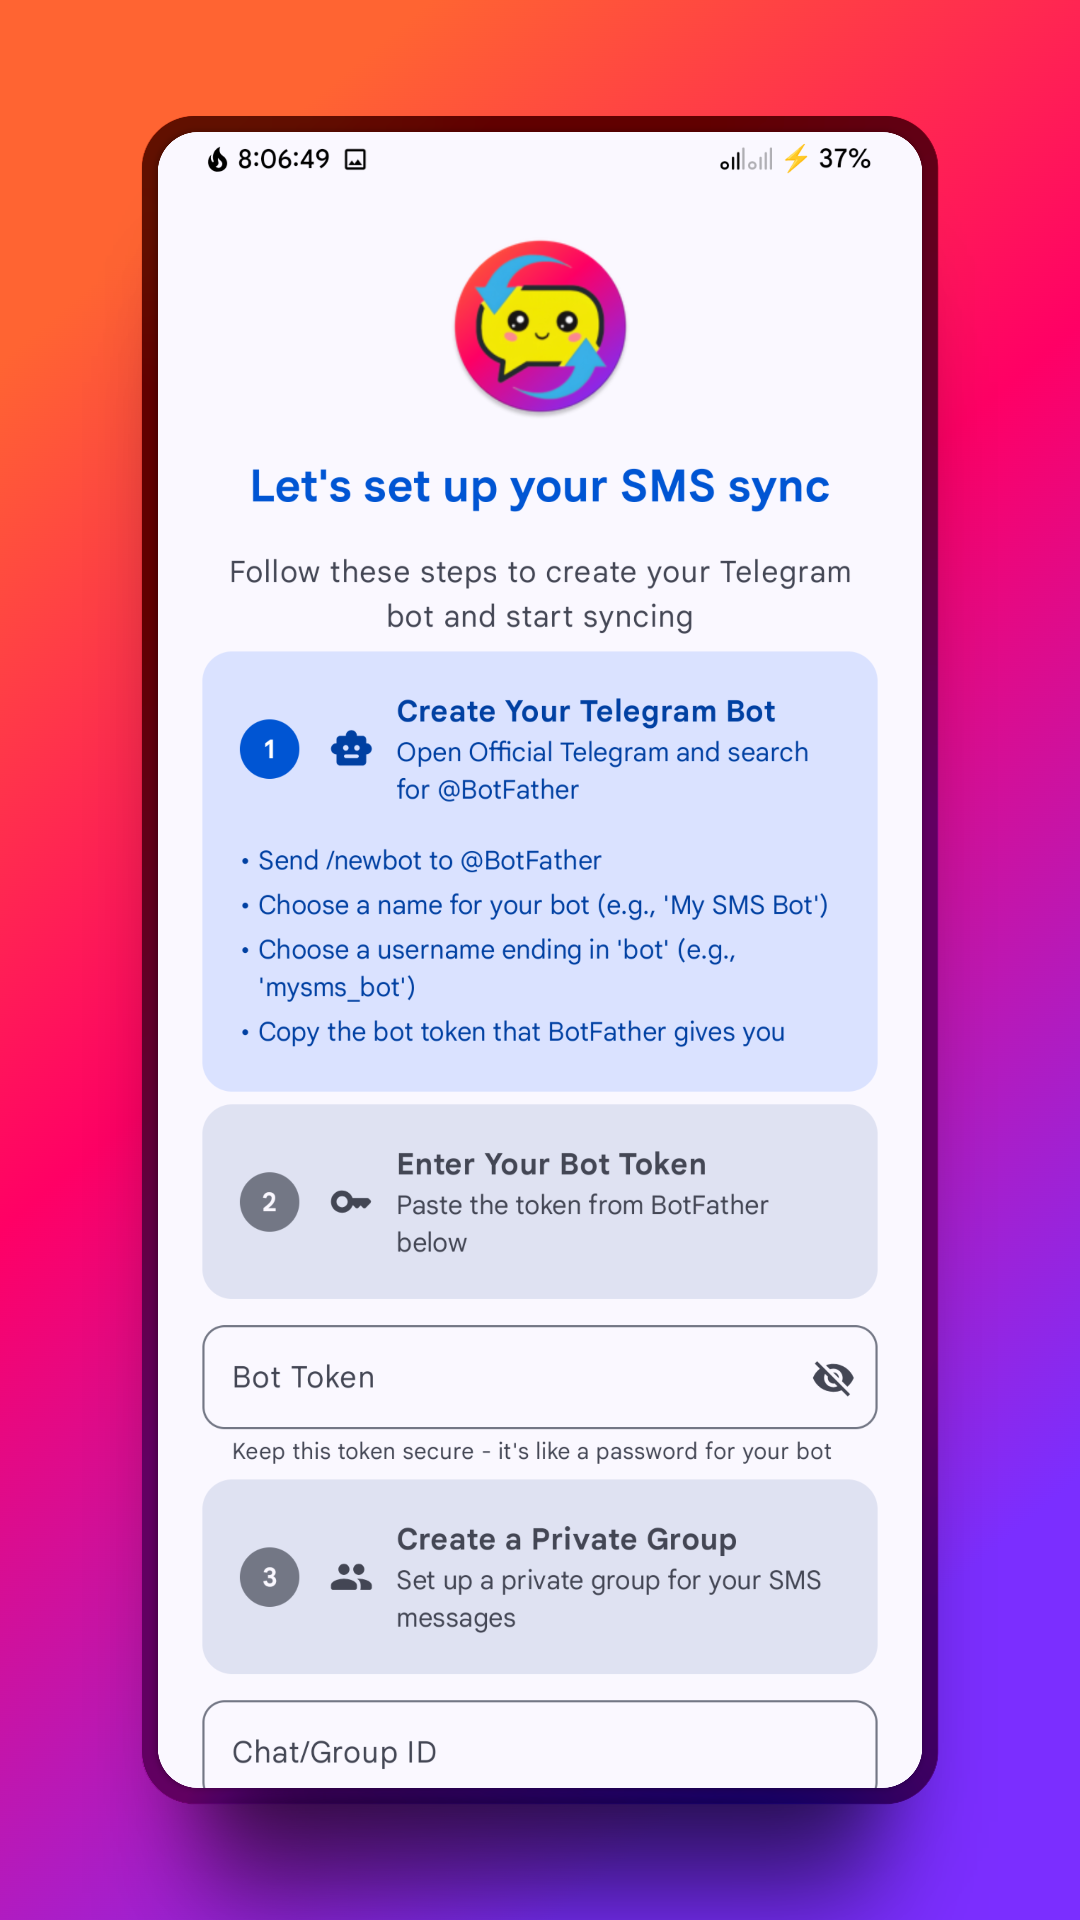 8:06:49
37%
Let's set up your SMS sync
Follow these steps to create your Telegram
bot and start syncing
1
Create Your Telegram Bot
Open Official Telegram and search
for @BotFather
• Send /newbot to @BotFather
• Choose a name for your bot (e.g., 'My SMS Bot')
• Choose a username ending in 'bot' (e.g.,
'mysms_bot')
• Copy the bot token that BotFather gives you
2
Enter Your Bot Token
Paste the token from BotFather
below
Bot Token
Keep this token secure - it's like a password for your bot
3
Create a Private Group
Set up a private group for your SMS
messages
Chat/Group ID